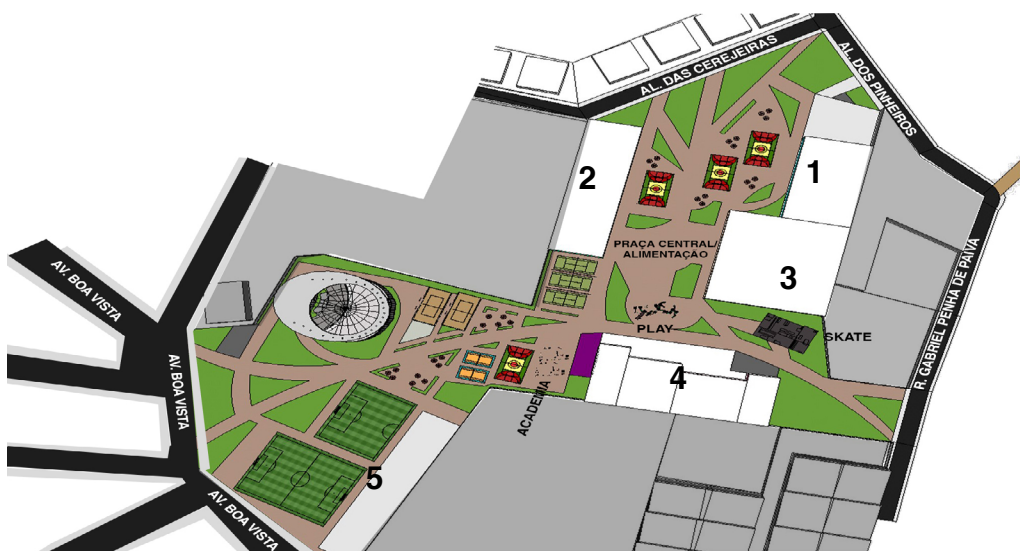 AL. DAS CEREJEIRAS
AL. DOS PINHEIROS
2
1
PRAÇA CENTRAL/
ALIMENTAÇÃO
3
R. GABRIEL PENHA DE PAIVA
AV. BOA VISTA
AV. BOA VISTA
PLAY
SKATE
4
ACADEMIA
5
AV. BOA VISTA